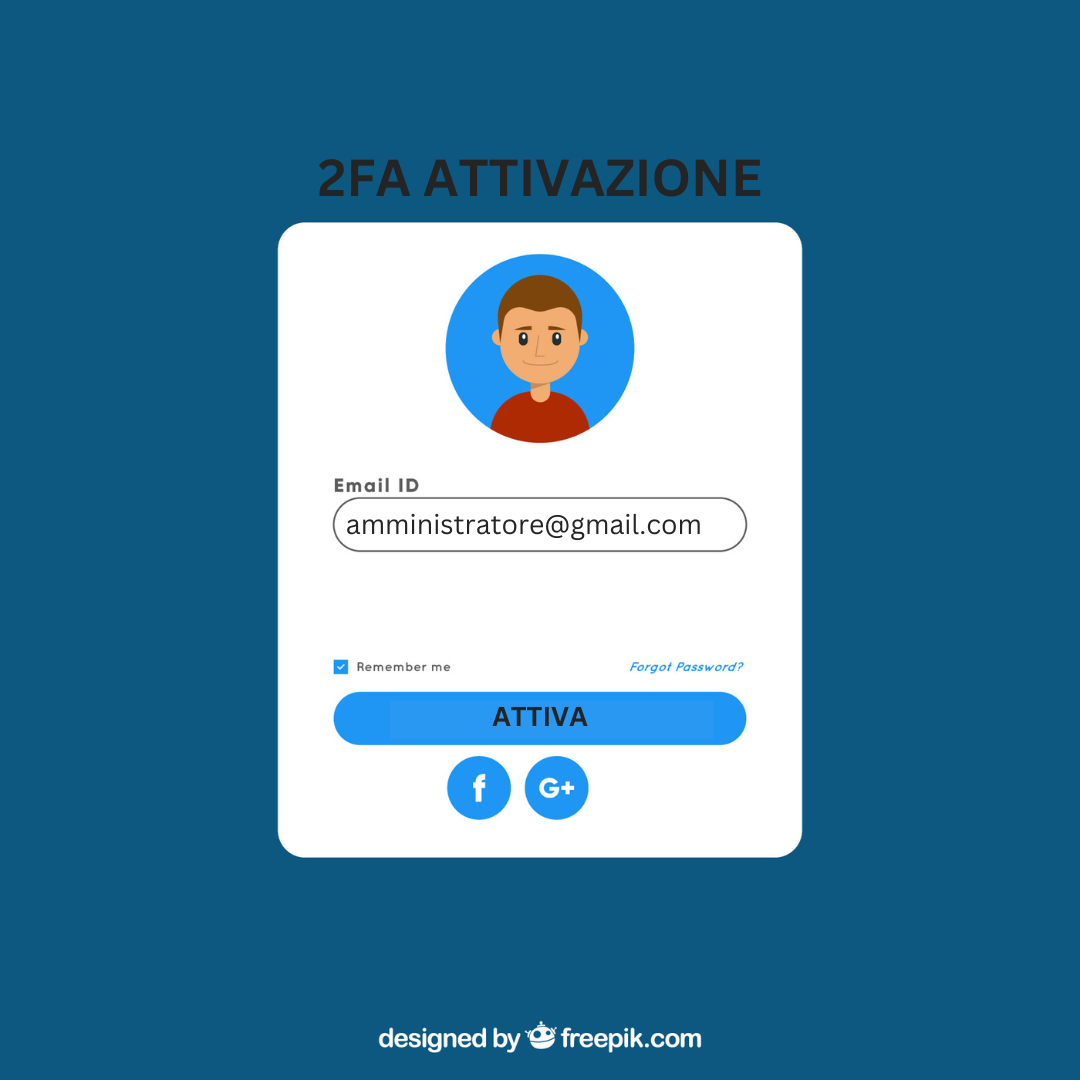 2FA ATTIVAZIONE
Email ID
amministratore@gmail.com
Remember me Forgot Password?
ATTIVA
f G+
designed by freepik.com